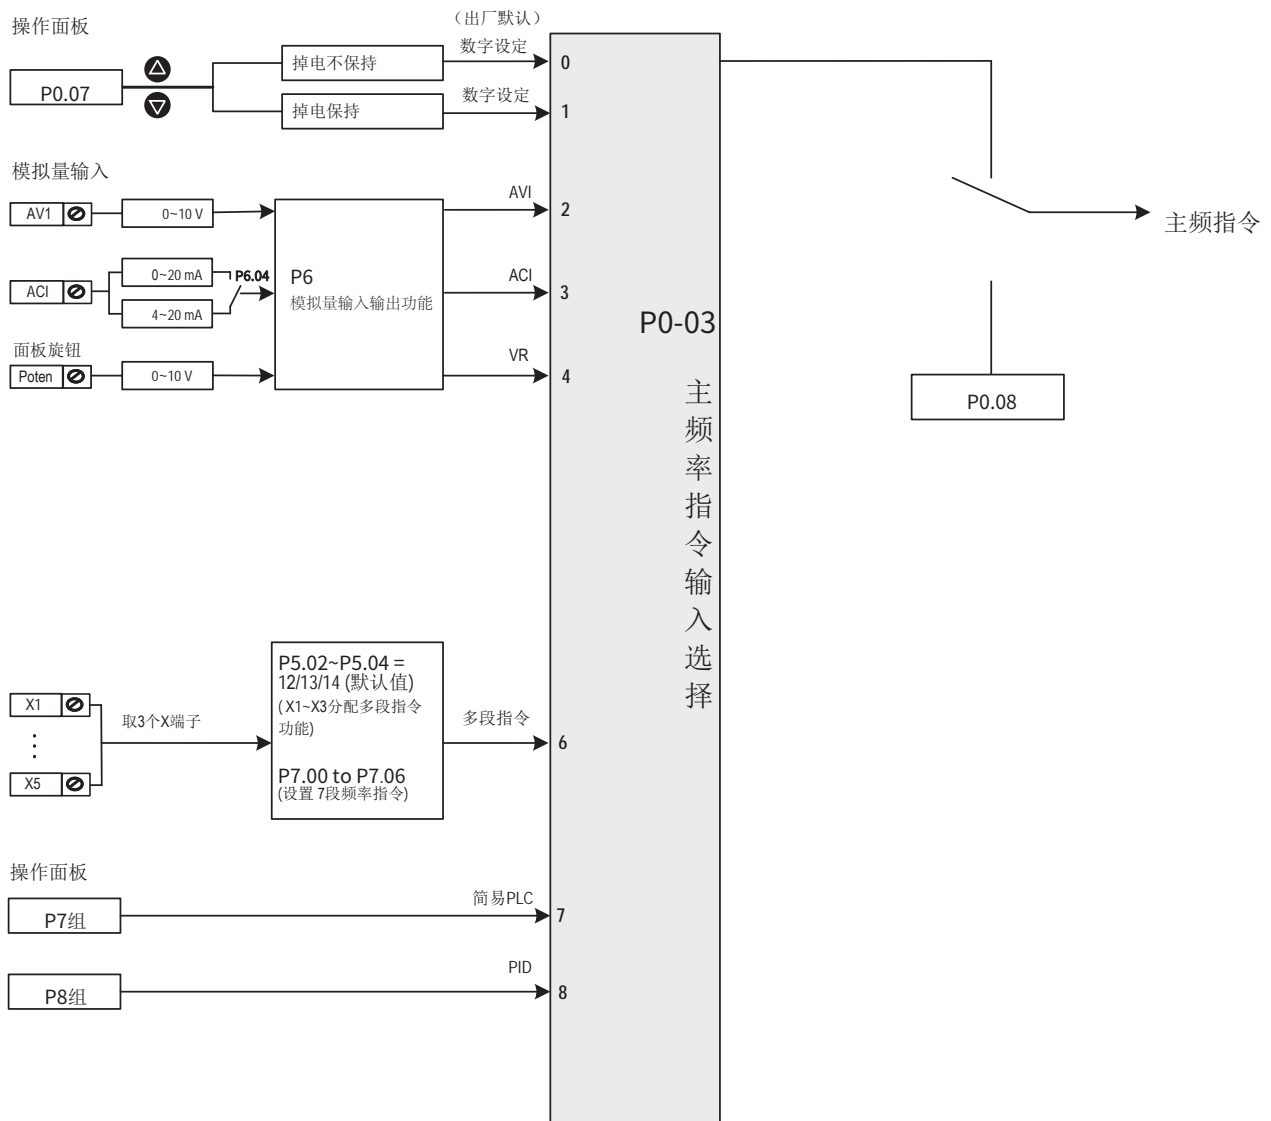 操作面板
（出厂默认）
P0.07
掉电不保持
数字设定
0
掉电保持
数字设定
1
模拟量输入
AV1
0~10 V
AVI
2
ACI
0~20 mA
4~20 mA
P6.04
P6
模拟量输入输出功能
ACI
3
面板旋钮
Poten
0~10 V
VR
4
P0-03
主频率指令输入选择
主频指令
P0.08
X1
X5
取3个X端子
P5.02~P5.04 =
12/13/14 (默认值)
( X1~X3分配多段指令
功能)
P7.00 to P7.06
(设置 7段频率指令)
多段指令
6
操作面板
P7组
简易PLC
7
P8组
PID
8